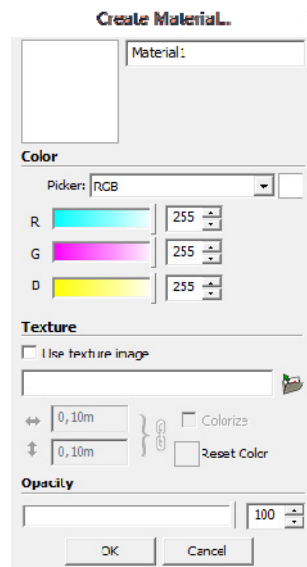 Create Material...
Material1
Color
Picker: RGB
R 255
G 255
B 255
Texture
Use texture image
0,10m
Colorize
0,10m
Reset Color
Opacity
100
OK Cancel